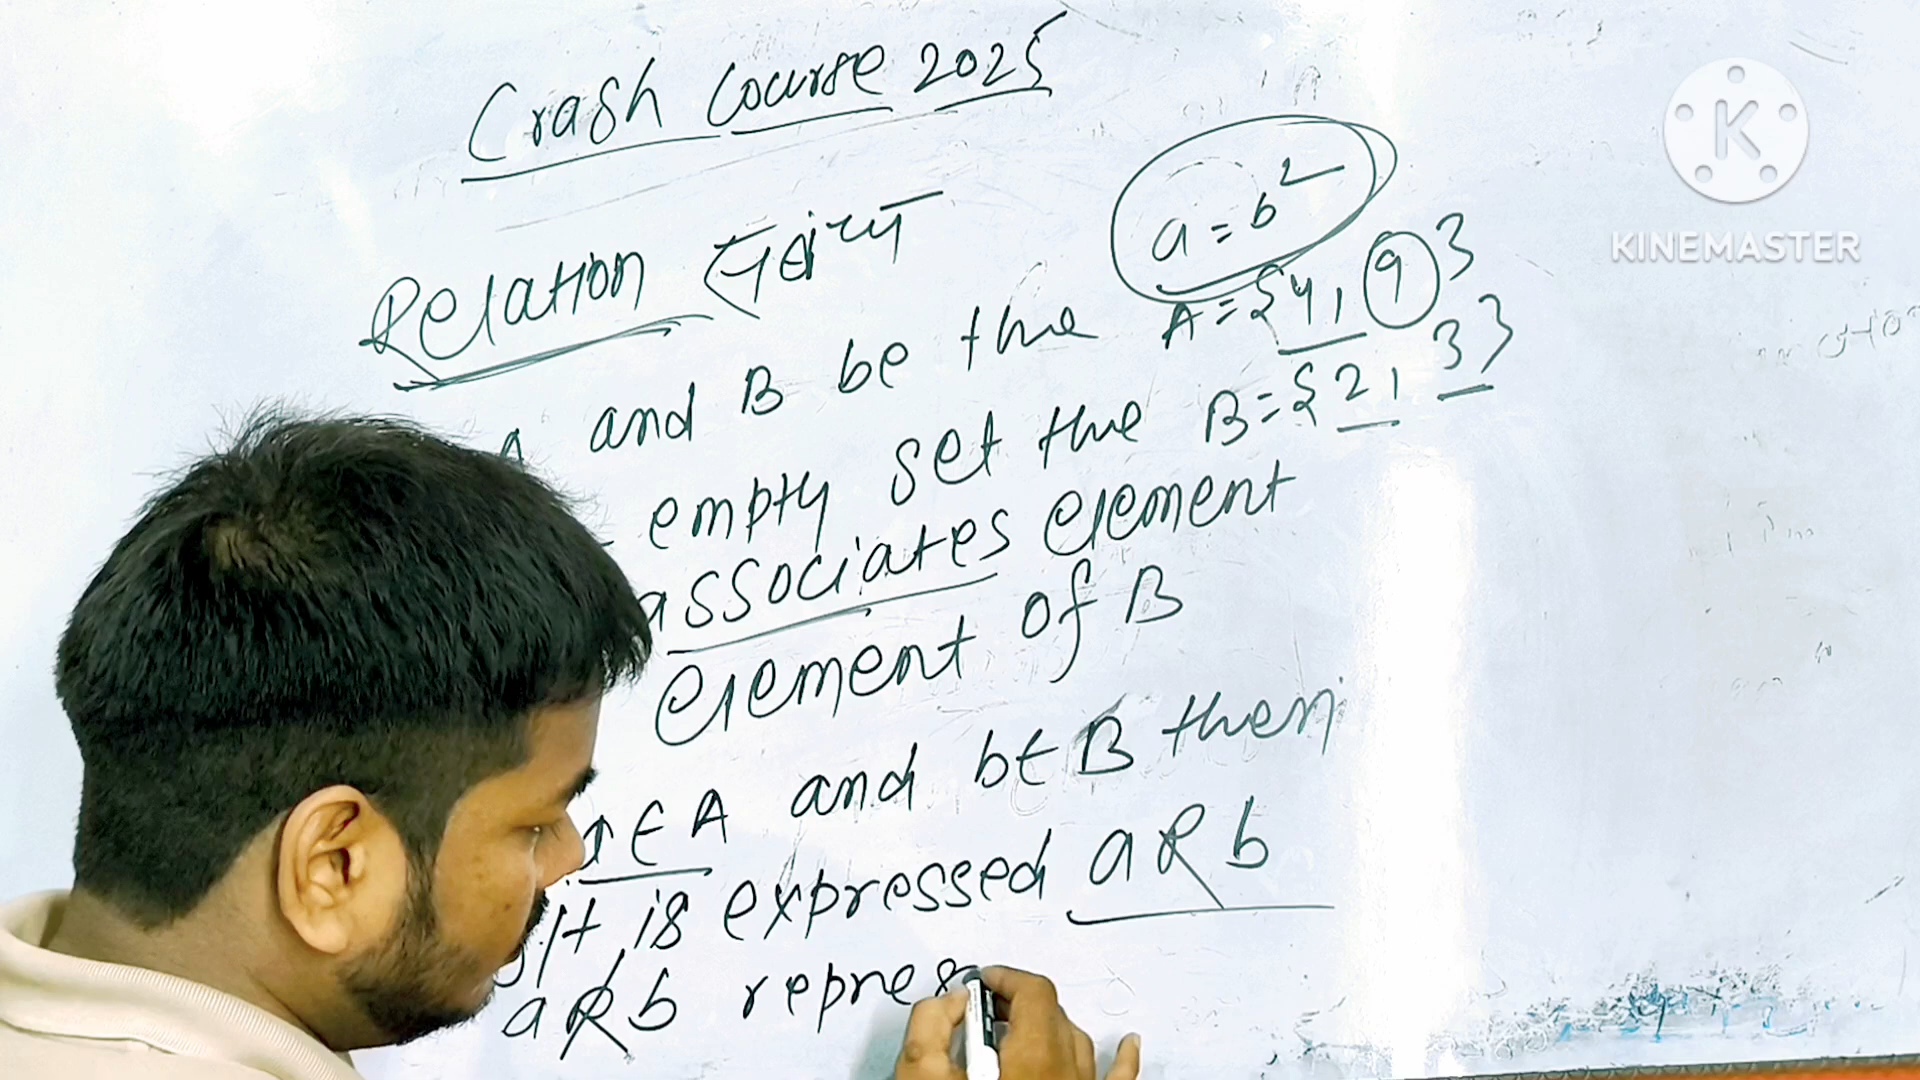 Crash Course 2025
Relation संबंध
a = b²
A and B be the A = {4, 9}
empty set the B = {2, 3}
associates element
element of B
a ∈ A and b ∈ B then
It is expressed a R b
a R̸ b repres
KINEMASTER